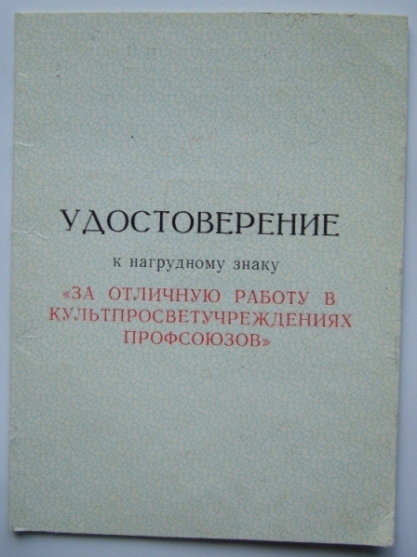 УДОСТОВЕРЕНИЕ
к нагрудному знаку
«ЗА ОТЛИЧНУЮ РАБОТУ В
КУЛЬТПРОСВЕТУЧРЕЖДЕНИЯХ
ПРОФСОЮЗОВ»